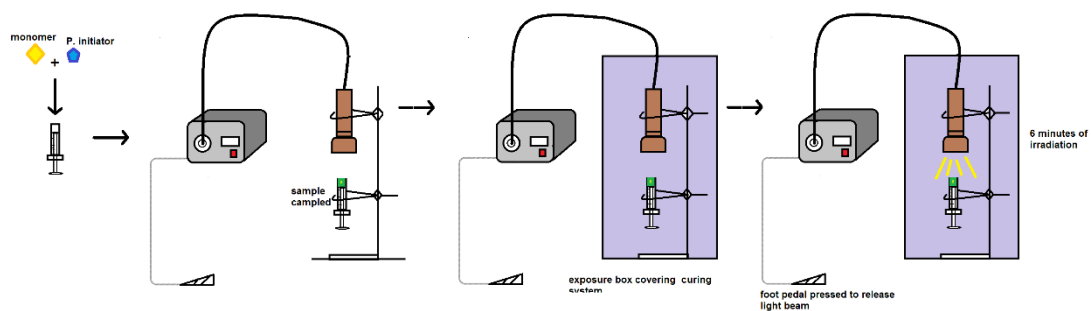 monomer
P. initiator
+
sample
campled
exposure box covering curing
system
foot pedal pressed to release
light beam
6 minutes of
irradiation